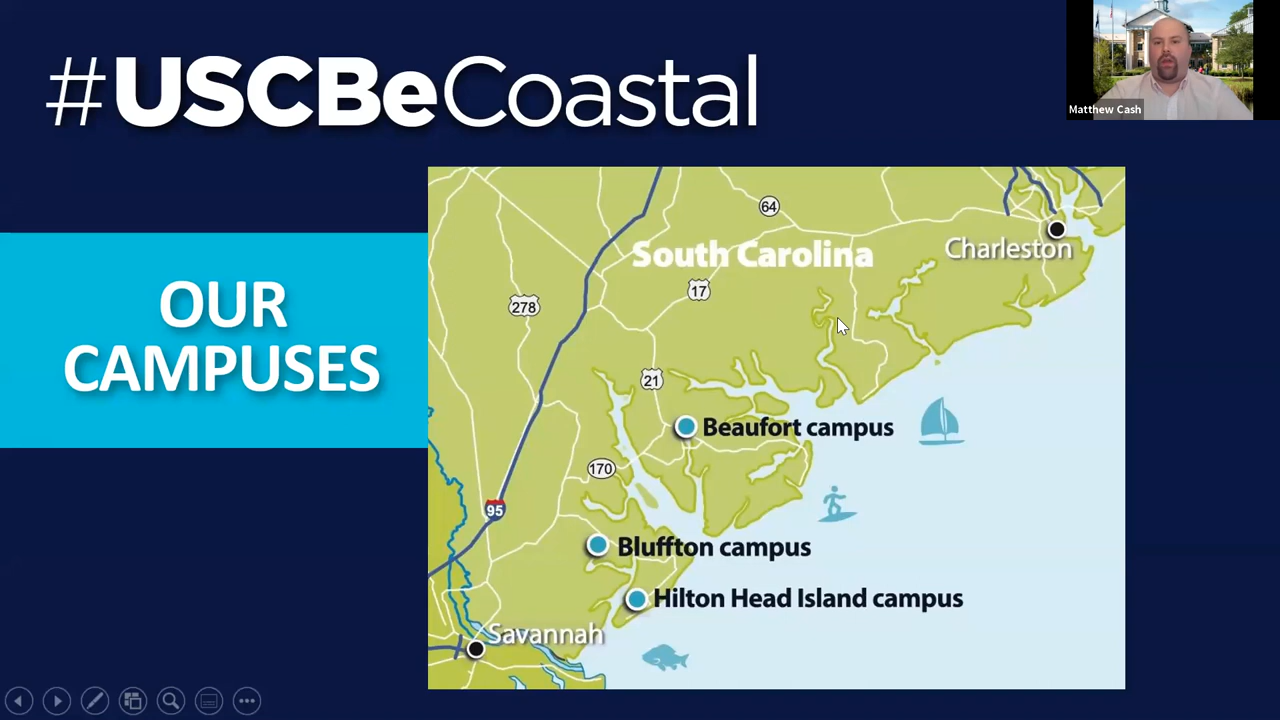 #USCBeCoastal
Matthew Cash
OUR
CAMPUSES
64
South Carolina
Charleston
17
278
21
Beaufort campus
170
95
Bluffton campus
Hilton Head Island campus
Savannah